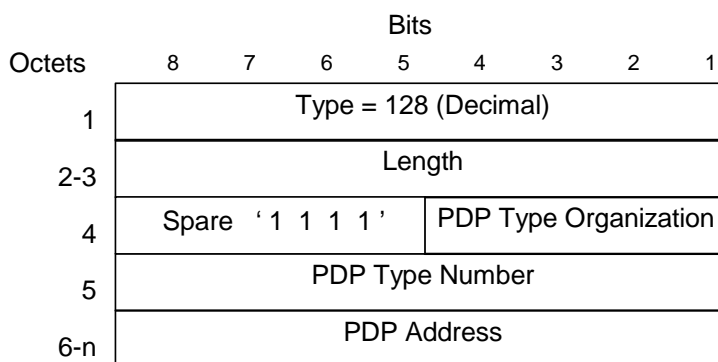 Bits
Octets 8 7 6 5 4 3 2 1
1 Type = 128 (Decimal)
2-3 Length
4 Spare ‘ 1 1 1 1 ’ PDP Type Organization
5 PDP Type Number
6-n PDP Address